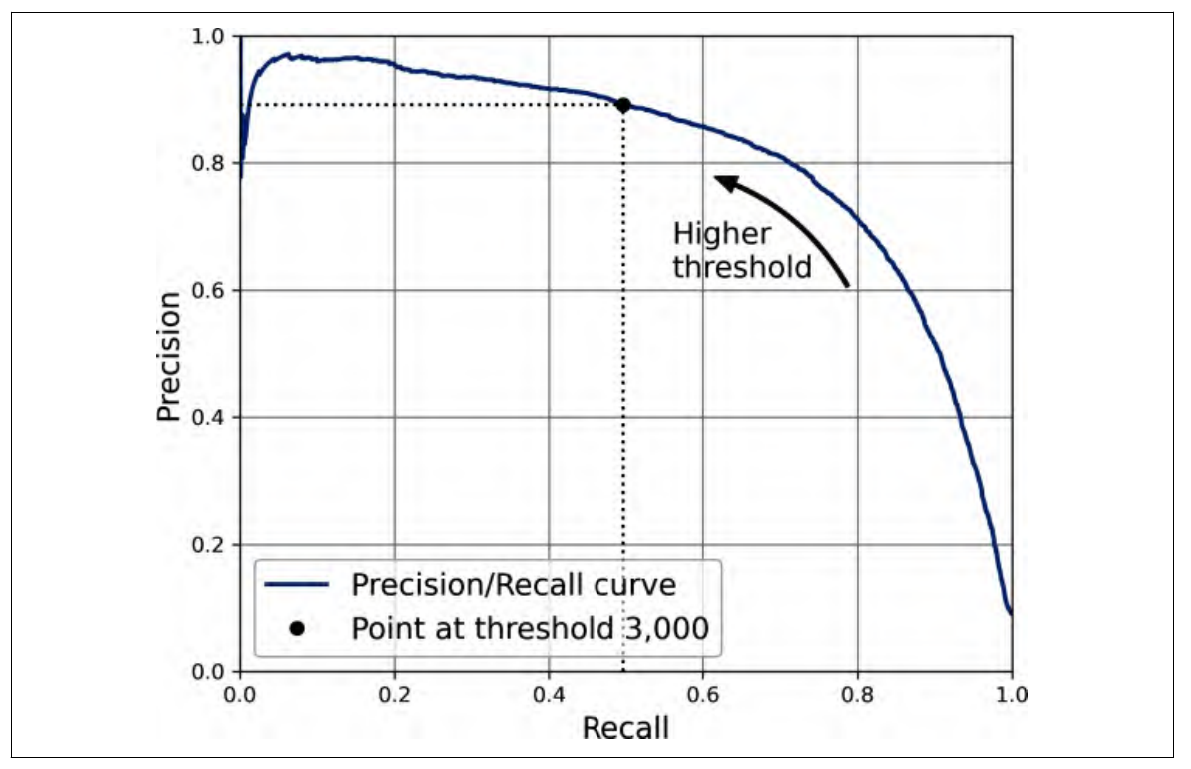 1.0
0.8
0.6
0.4
0.2
0.0
Precision
Higher
threshold
Precision/Recall curve
Point at threshold 3,000
0.0 0.2 0.4 0.6 0.8 1.0
Recall